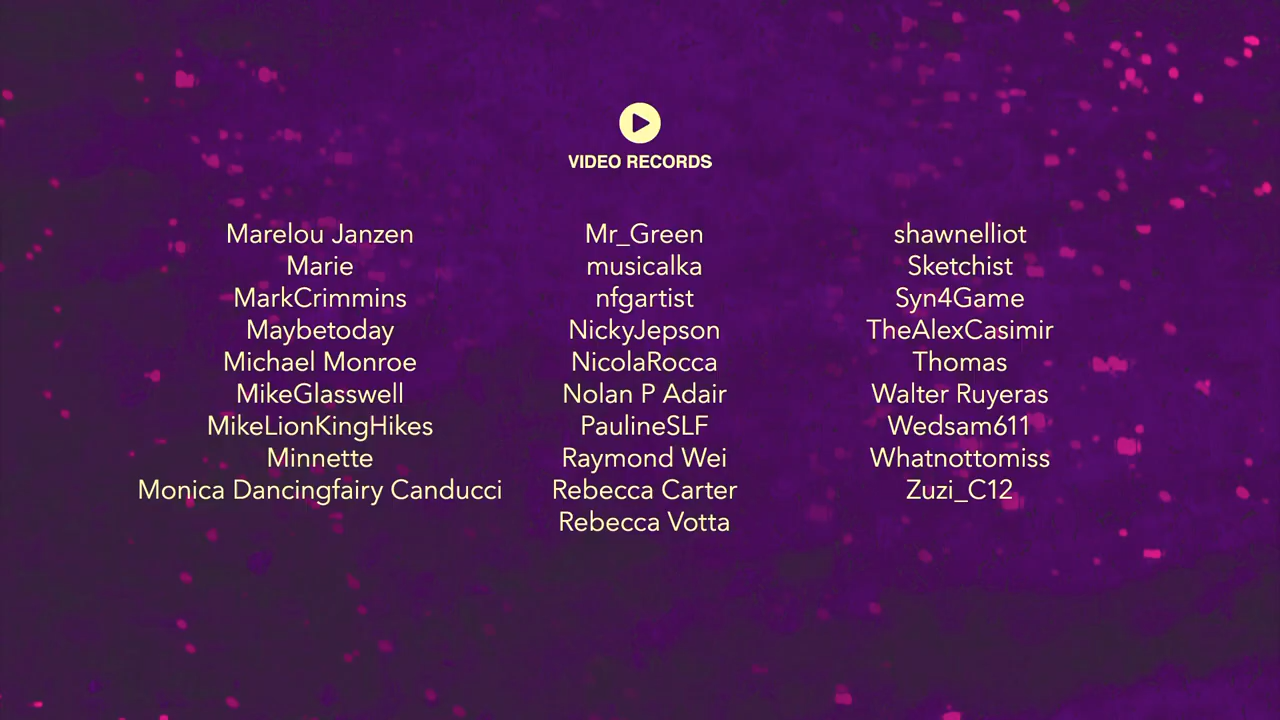 VIDEO RECORDS
Marelou Janzen
Marie
MarkCrimmins
Maybetoday
Michael Monroe
MikeGlasswell
MikeLionKingHikes
Minnette
Monica Dancingfairy Canducci
Mr_Green
musicalka
nfgartist
NickyJepson
NicolaRocca
Nolan P Adair
PaulineSLF
Raymond Wei
Rebecca Carter
Rebecca Votta
shawnelliot
Sketchist
Syn4Game
TheAlexCasimir
Thomas
Walter Ruyeras
Wedsam611
Whatnottomiss
Zuzi_C12